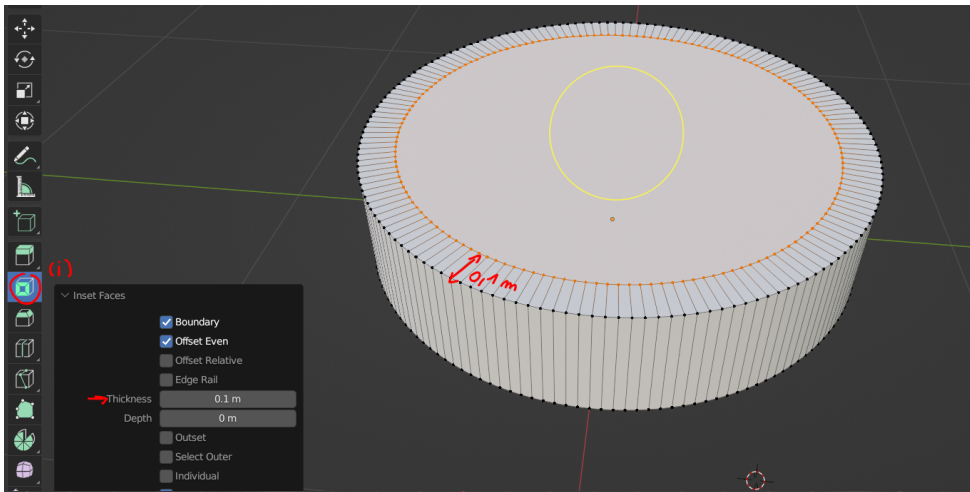 (i)
Inset Faces
Boundary
Offset Even
Offset Relative
Edge Rail
Thickness 0.1 m
Depth 0 m
Outset
Select Outer
Individual
0,1 m